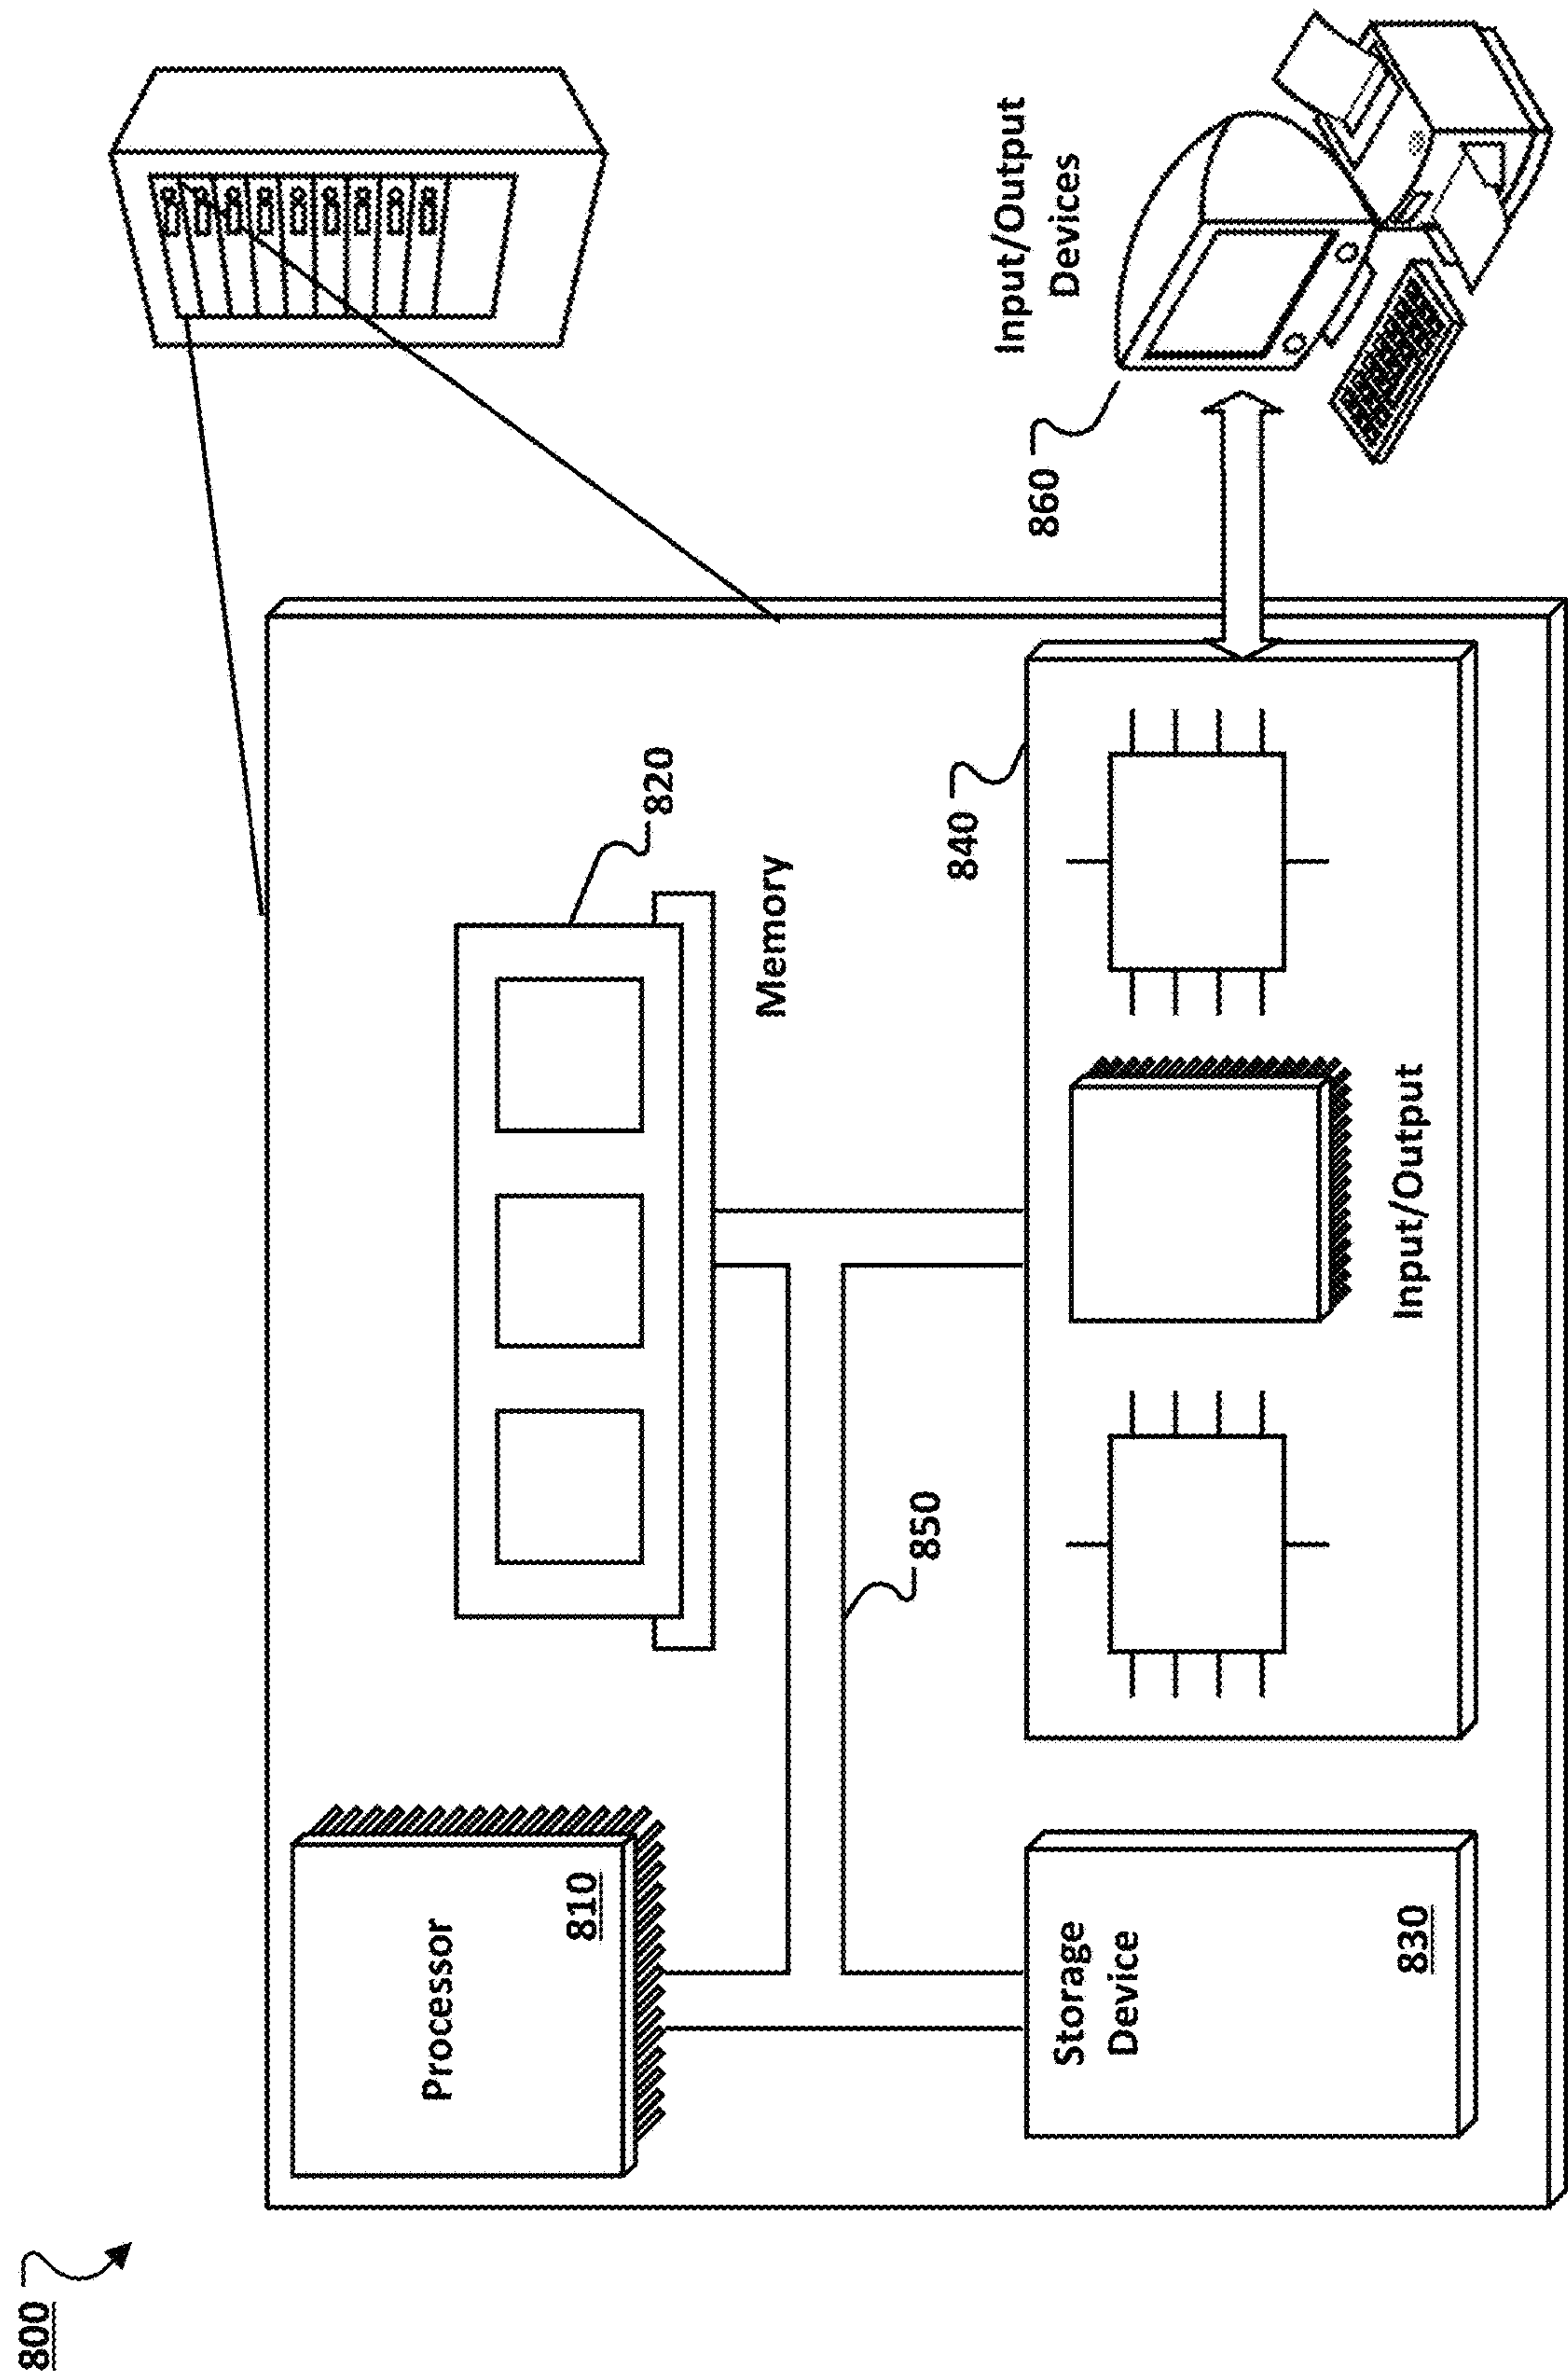 800
Processor
810
820
Memory
850
Storage
Device
830
840
Input/Output
860
Input/Output
Devices